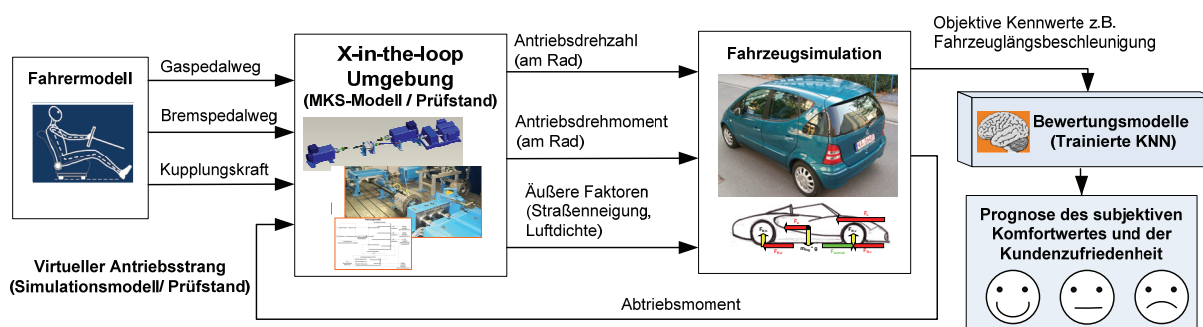 Fahrermodell
Gaspedalweg
Bremspedalweg
Kupplungskraft
X-in-the-loop
Umgebung
(MKS-Modell / Prüfstand)
Antriebsdrehzahl
(am Rad)
Antriebsdrehmoment
(am Rad)
Äußere Faktoren
(Straßenneigung,
Luftdichte)
Fahrzeugsimulation
Objektive Kennwerte z.B.
Fahrzeuglängsbeschleunigung
Bewertungsmodelle
(Trainierte KNN)
Prognose des subjektiven
Komfortwertes und der
Kundenzufriedenheit
Virtueller Antriebsstrang
(Simulationsmodell/ Prüfstand)
Abtriebsmoment